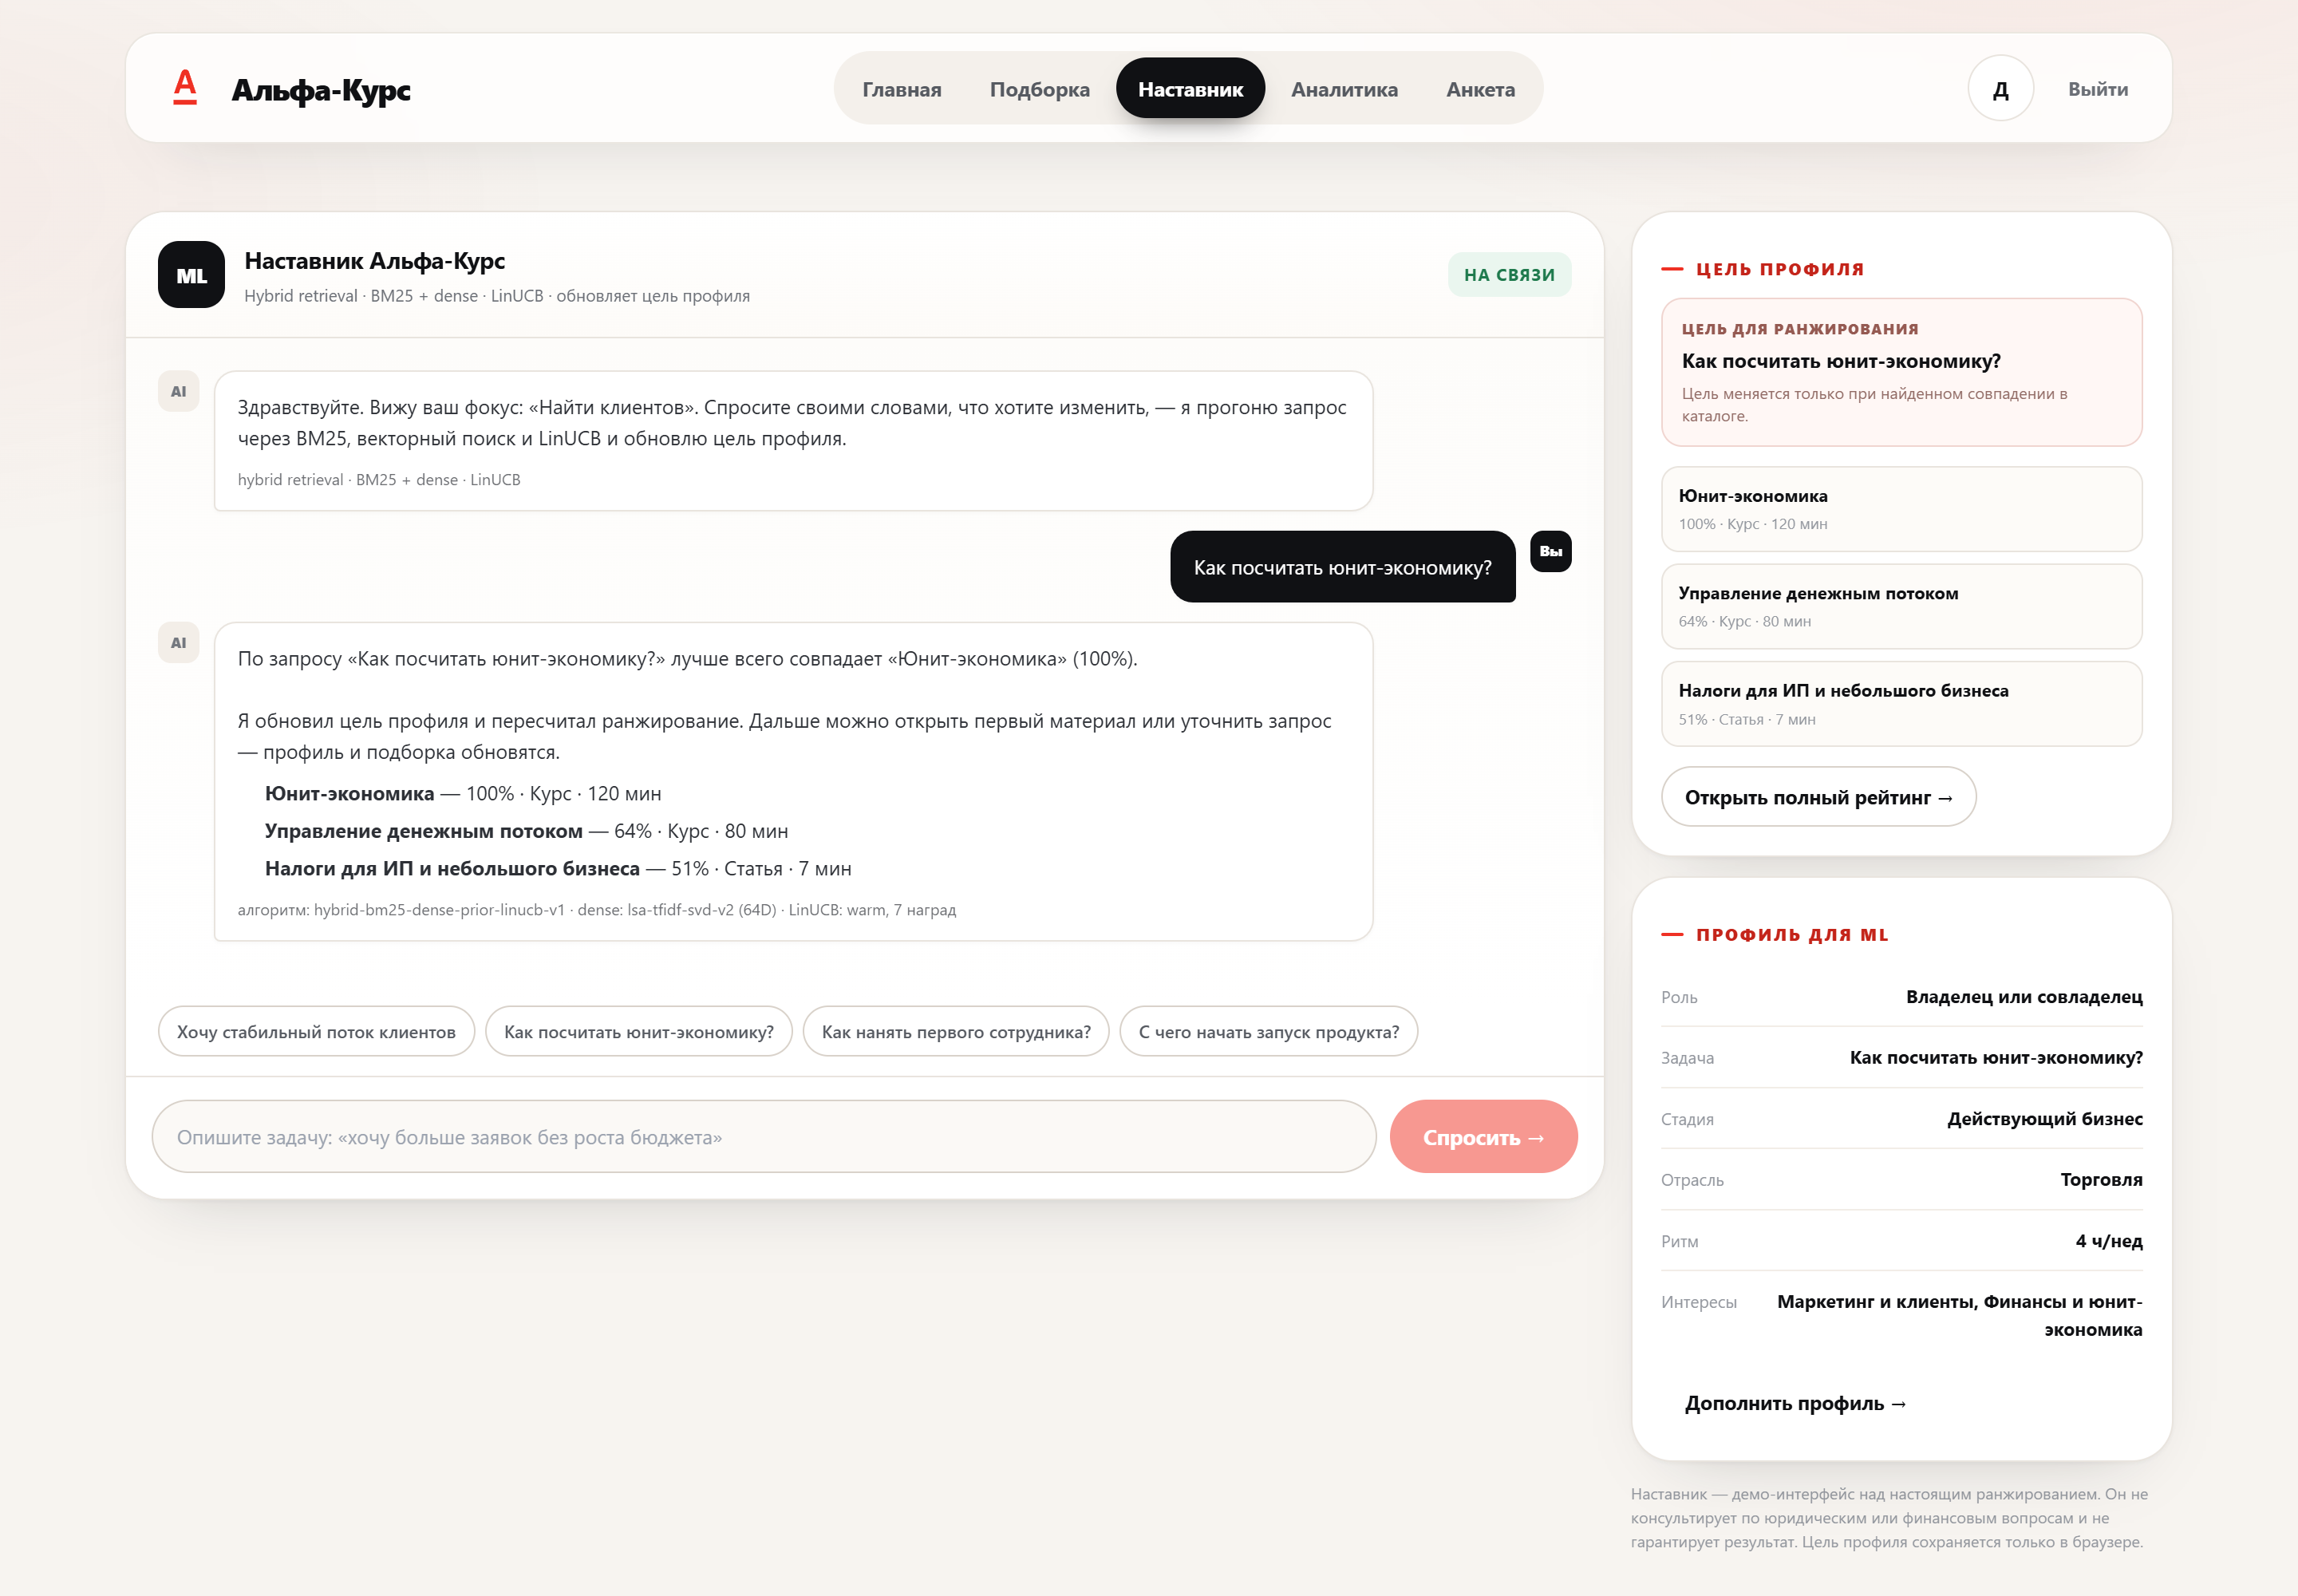 А
Альфа-Курс
Главная
Подборка
Наставник
Аналитика
Анкета
Д
Выйти
ML
Наставник Альфа-Курс
Hybrid retrieval · BM25 + dense · LinUCB · обновляет цель профиля
НА СВЯЗИ
AI
Здравствуйте. Вижу ваш фокус: «Найти клиентов». Спросите своими словами, что хотите изменить, — я прогоню запрос
через BM25, векторный поиск и LinUCB и обновлю цель профиля.
hybrid retrieval · BM25 + dense · LinUCB
Как посчитать юнит-экономику?
Вы
AI
По запросу «Как посчитать юнит-экономику?» лучше всего совпадает «Юнит-экономика» (100%).
Я обновил цель профиля и пересчитал ранжирование. Дальше можно открыть первый материал или уточнить запрос
— профиль и подборка обновятся.
Юнит-экономика — 100% · Курс · 120 мин
Управление денежным потоком — 64% · Курс · 80 мин
Налоги для ИП и небольшого бизнеса — 51% · Статья · 7 мин
алгоритм: hybrid-bm25-dense-prior-linucb-v1 · dense: lsa-tfidf-svd-v2 (64D) · LinUCB: warm, 7 наград
Хочу стабильный поток клиентов
Как посчитать юнит-экономику?
Как нанять первого сотрудника?
С чего начать запуск продукта?
Опишите задачу: «хочу больше заявок без роста бюджета»
Спросить →
ЦЕЛЬ ПРОФИЛЯ
ЦЕЛЬ ДЛЯ РАНЖИРОВАНИЯ
Как посчитать юнит-экономику?
Цель меняется только при найденном совпадении в
каталоге.
Юнит-экономика
100% · Курс · 120 мин
Управление денежным потоком
64% · Курс · 80 мин
Налоги для ИП и небольшого бизнеса
51% · Статья · 7 мин
Открыть полный рейтинг →
ПРОФИЛЬ ДЛЯ ML
Роль
Владелец или совладелец
Задача
Как посчитать юнит-экономику?
Стадия
Действующий бизнес
Отрасль
Торговля
Ритм
4 ч/нед
Интересы
Маркетинг и клиенты, Финансы и юнит-
экономика
Дополнить профиль →
Наставник — демо-интерфейс над настоящим ранжированием. Он не
консультирует по юридическим или финансовым вопросам и не
гарантирует результат. Цель профиля сохраняется только в браузере.